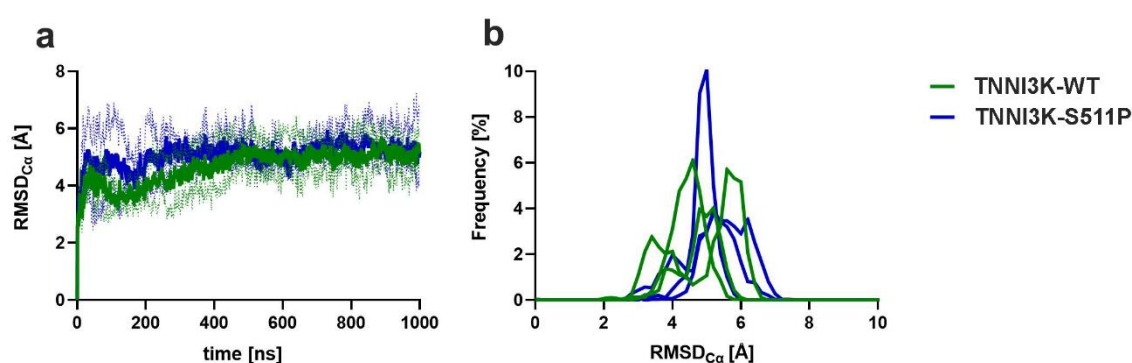 a
b
8
6
4
2
0
RMSDCα [Å]
0 200 400 600 800 1000
time [ns]
10
8
6
4
2
0
Frequency [%]
0 2 4 6 8 10
RMSDCα [Å]
TNNI3K-WT
TNNI3K-S511P